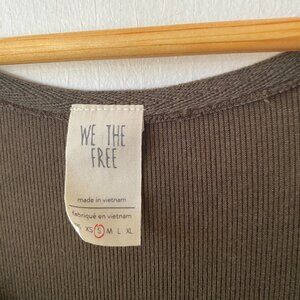 WE THE
FREE
made in vietnam
fabriqué en vietnam
XS S M L XL